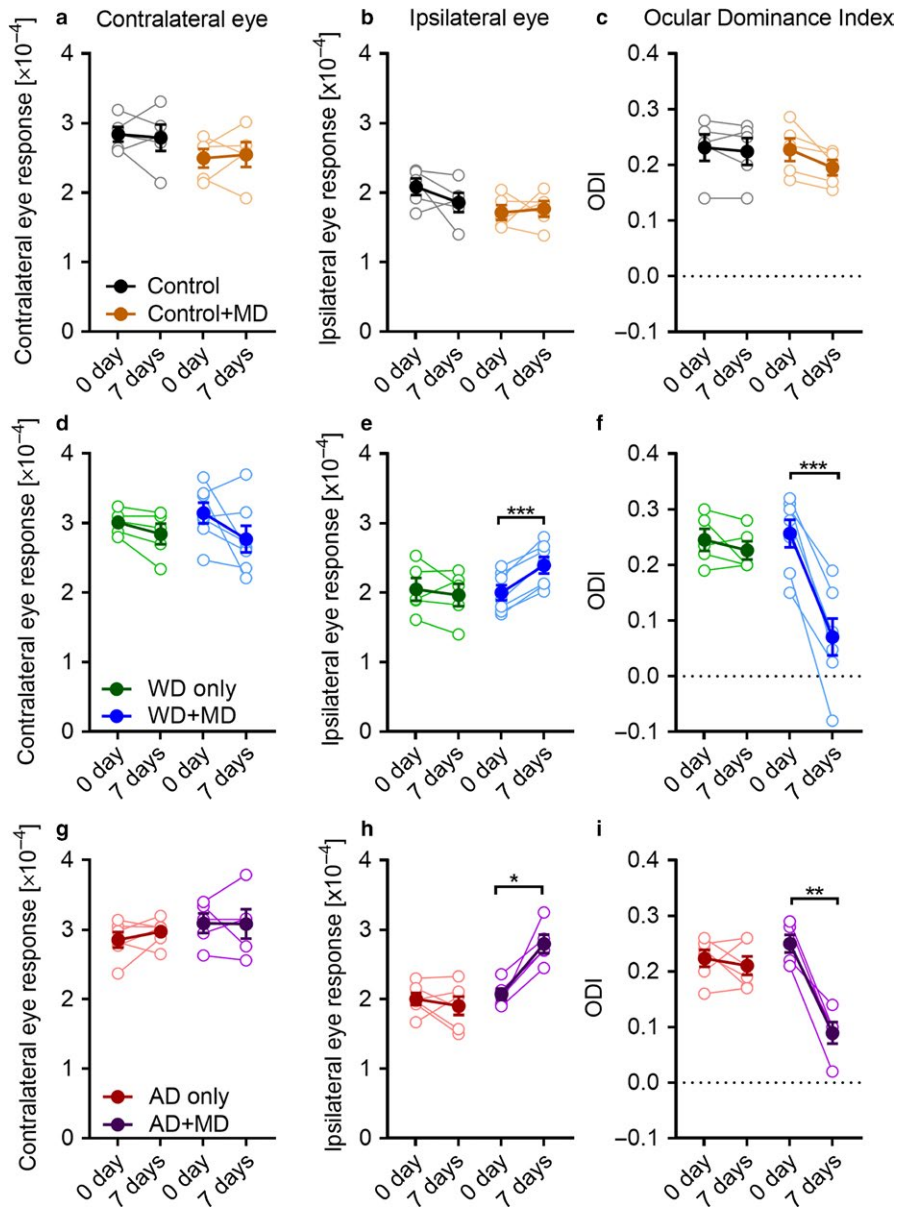 a Contralateral eye
b Ipsilateral eye
c Ocular Dominance Index
Contralateral eye response [×10−4]
4
3
2
1
0
Control
Control+MD
0 day
7 days
0 day
7 days
Ipsilateral eye response [×10−4]
4
3
2
1
0
0 day
7 days
0 day
7 days
ODI
0.4
0.3
0.2
0.1
0.0
−0.1
0 day
7 days
0 day
7 days
d
Contralateral eye response [×10−4]
4
3
2
1
0
WD only
WD+MD
0 day
7 days
0 day
7 days
e
Ipsilateral eye response [×10−4]
4
3
2
1
0
***
0 day
7 days
0 day
7 days
f
ODI
0.4
0.3
0.2
0.1
0.0
−0.1
***
0 day
7 days
0 day
7 days
g
Contralateral eye response [×10−4]
4
3
2
1
0
AD only
AD+MD
0 day
7 days
0 day
7 days
h
Ipsilateral eye response [×10−4]
4
3
2
1
0
*
0 day
7 days
0 day
7 days
i
ODI
0.4
0.3
0.2
0.1
0.0
−0.1
**
0 day
7 days
0 day
7 days